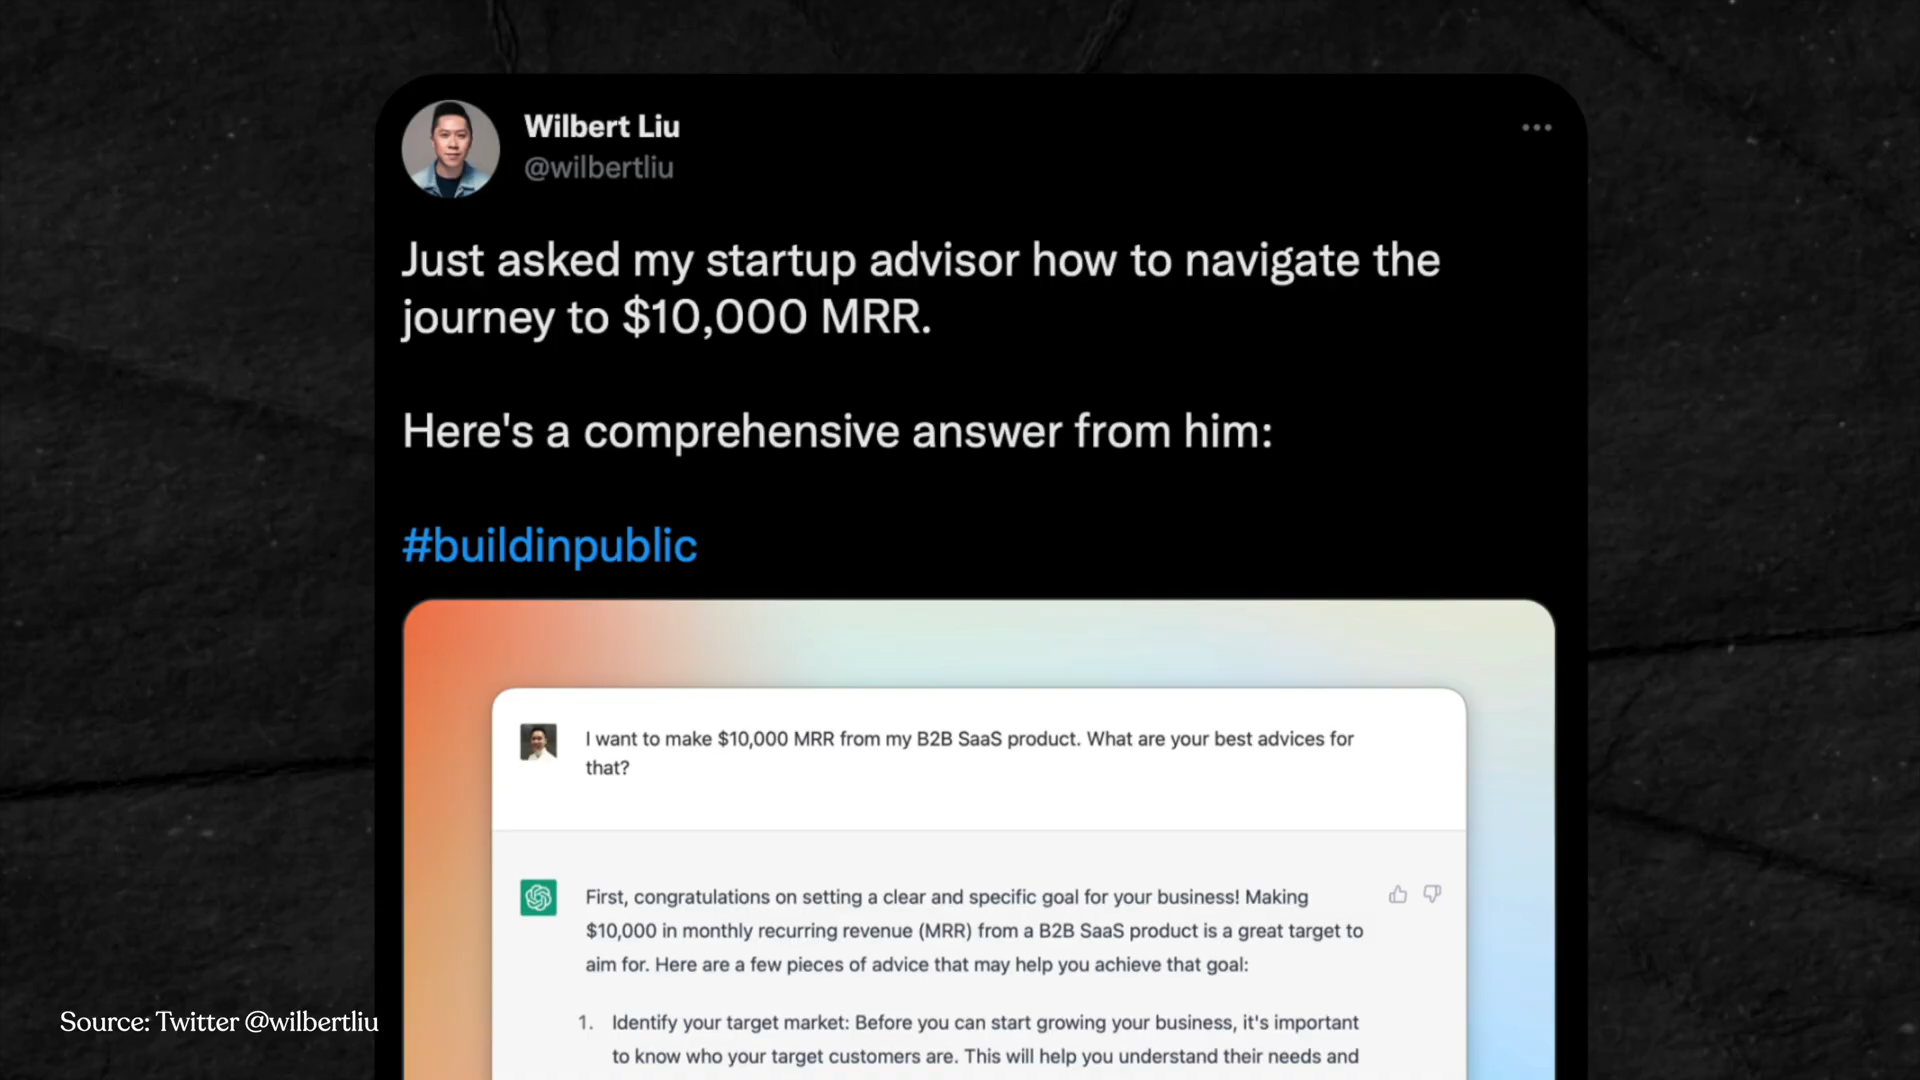 Wilbert Liu
@wilbertliu
Just asked my startup advisor how to navigate the
journey to $10,000 MRR.
Here's a comprehensive answer from him:
#buildinpublic
I want to make $10,000 MRR from my B2B SaaS product. What are your best advices for
that?
First, congratulations on setting a clear and specific goal for your business! Making
$10,000 in monthly recurring revenue (MRR) from a B2B SaaS product is a great target to
aim for. Here are a few pieces of advice that may help you achieve that goal:
1. Identify your target market: Before you can start growing your business, it's important
to know who your target customers are. This will help you understand their needs and
Source: Twitter @wilbertliu